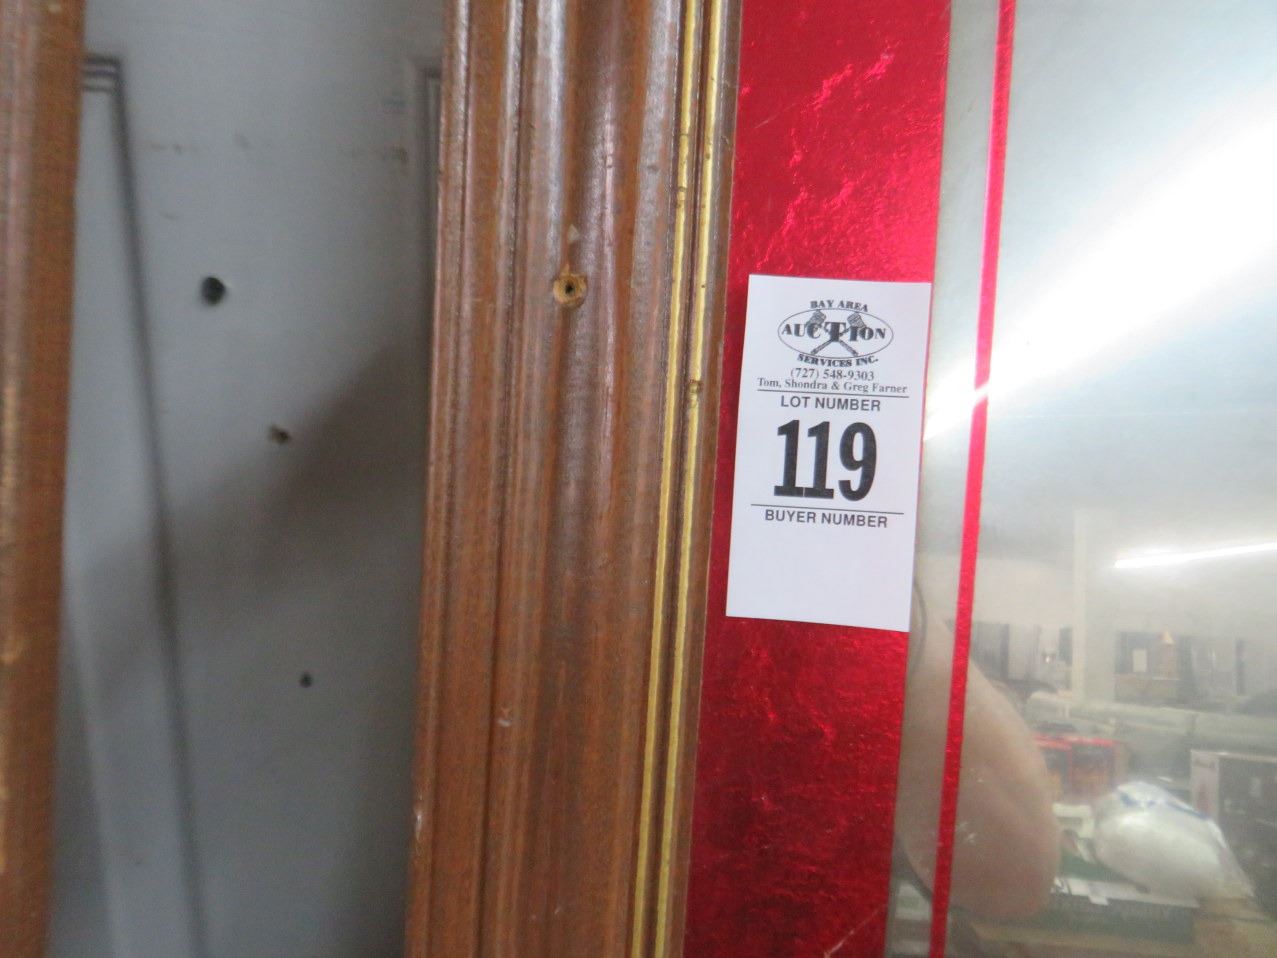 BAY AREA
AUCTION
SERVICES INC.
(727) 548-9303
Tom, Shondra & Greg Farner
LOT NUMBER
119
BUYER NUMBER